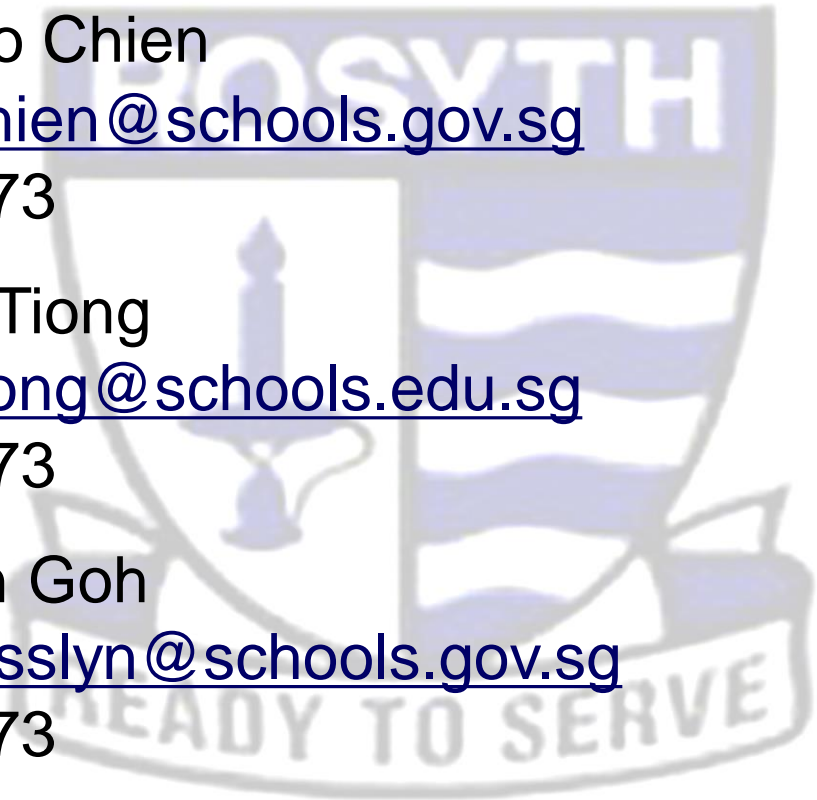 ROSYTH
o Chien
hien@schools.gov.sg
73
Tiong
ong@schools.edu.sg
73
n Goh
sslyn@schools.gov.sg
73
READY TO SERVE